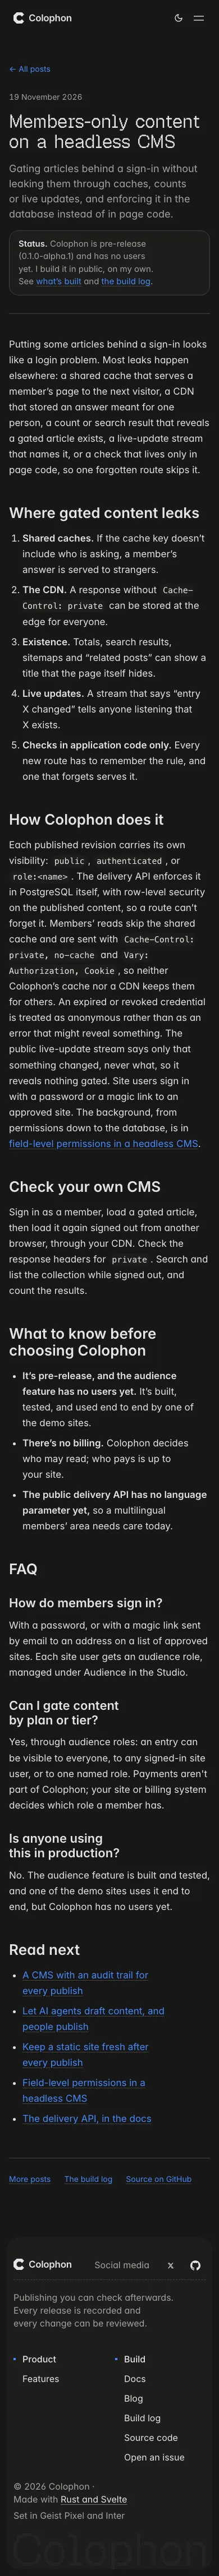 Colophon
← All posts
19 November 2026
Members-only content
on a headless CMS
Gating articles behind a sign-in without
leaking them through caches, counts
or live updates, and enforcing it in the
database instead of in page code.
Status. Colophon is pre-release
(0.1.0-alpha.1) and has no users
yet. I build it in public, on my own.
See what's built and the build log.
Putting some articles behind a sign-in looks
like a login problem. Most leaks happen
elsewhere: a shared cache that serves a
member's page to the next visitor, a CDN
that stored an answer meant for one
person, a count or search result that reveals
a gated article exists, a live-update stream
that names it, or a check that lives only in
page code, so one forgotten route skips it.
Where gated content leaks
1. Shared caches. If the cache key doesn't
include who is asking, a member's
answer is served to strangers.
2. The CDN. A response without Cache-
Control: private can be stored at the
edge for everyone.
3. Existence. Totals, search results,
sitemaps and “related posts” can show a
title that the page itself hides.
4. Live updates. A stream that says “entry
X changed” tells anyone listening that
X exists.
5. Checks in application code only. Every
new route has to remember the rule, and
one that forgets serves it.
How Colophon does it
Each published revision carries its own
visibility: public, authenticated, or
role:<name>. The delivery API enforces it
in PostgreSQL itself, with row-level security
on the published content, so a route can't
forget it. Members' reads skip the shared
cache and are sent with Cache-Control:
private, no-cache and Vary:
Authorization, Cookie, so neither
Colophon's cache nor a CDN keeps them
for others. An expired or revoked credential
is treated as anonymous rather than as an
error that might reveal something. The
public live-update stream says only that
something changed, never what, so it
reveals nothing gated. Site users sign in
with a password or a magic link to an
approved site. The background, from
permissions down to the database, is in
field-level permissions in a headless CMS.
Check your own CMS
Sign in as a member, load a gated article,
then load it again signed out and from another
browser, through your CDN. Check the
response headers for private. Search and
list the collection while signed out, and
count the results.
What to know before
choosing Colophon
• It's pre-release, and the audience
feature has no users yet. It's built,
tested, and used end to end by one of
the demo sites.
• There's no billing. Colophon decides
who may read; who pays is up to
your site.
• The public delivery API has no language
parameter yet, so a multilingual
members' area needs care today.
FAQ
How do members sign in?
With a password, or with a magic link sent
by email to an address on a list of approved
sites. Each site user gets an audience role,
managed under Audience in the Studio.
Can I gate content
by plan or tier?
Yes, through audience roles: an entry can
be visible to everyone, to any signed-in site
user, or to one named role. Payments aren't
part of Colophon; your site or billing system
decides which role a member has.
Is anyone using
this in production?
No. The audience feature is built and tested,
and one of the demo sites uses it end to
end, but Colophon has no users yet.
Read next
• A CMS with an audit trail for
every publish
• Let AI agents draft content, and
people publish
• Keep a static site fresh after
every publish
• Field-level permissions in a
headless CMS
• The delivery API, in the docs
More posts The build log Source on GitHub
Colophon Social media
Publishing you can check afterwards.
Every release is recorded and
every change can be reviewed.
Product
Features
Build
Docs
Blog
Build log
Source code
Open an issue
© 2026 Colophon ·
Made with Rust and Svelte
Set in Geist Pixel and Inter
Colophon